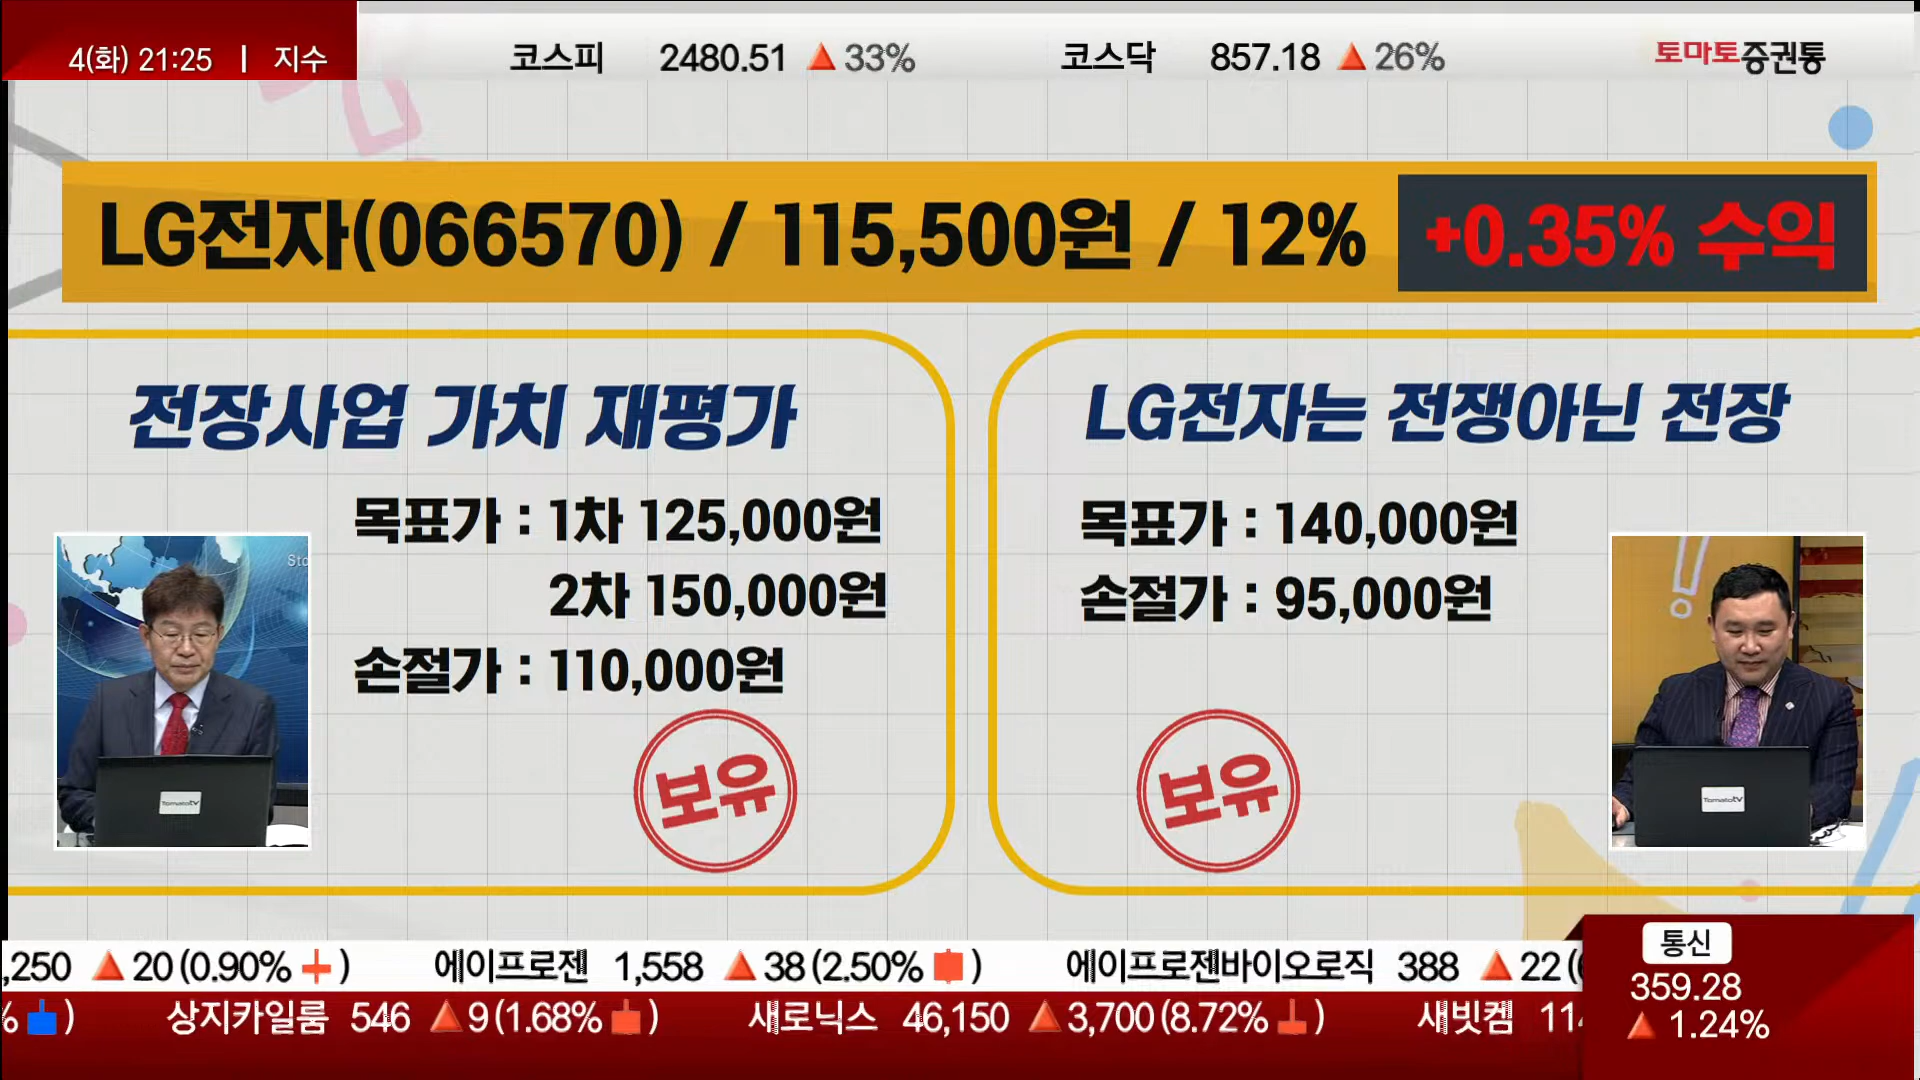 4(화) 21:25 | 지수 코스피 2480.51 ▲ 33% 코스닥 857.18 ▲ 26% 토마토증권통
LG전자(066570) / 115,500원 / 12% +0.35% 수익
전장사업 가치 재평가
목표가 : 1차 125,000원
2차 150,000원
손절가 : 110,000원
보유
TomatoTV
LG전자는 전쟁아닌 전장
목표가 : 140,000원
손절가 : 95,000원
보유
TomatoTV
,250 ▲ 20 (0.90% ) 에이프로젠 1,558 ▲ 38 (2.50% ) 에이프로젠바이오로직 388 ▲ 22
% ) 상지카일룸 546 ▲ 9 (1.68% ) 새로닉스 46,150 ▲ 3,700 (8.72% ) 새빗켐
통신
359.28
▲ 1.24%